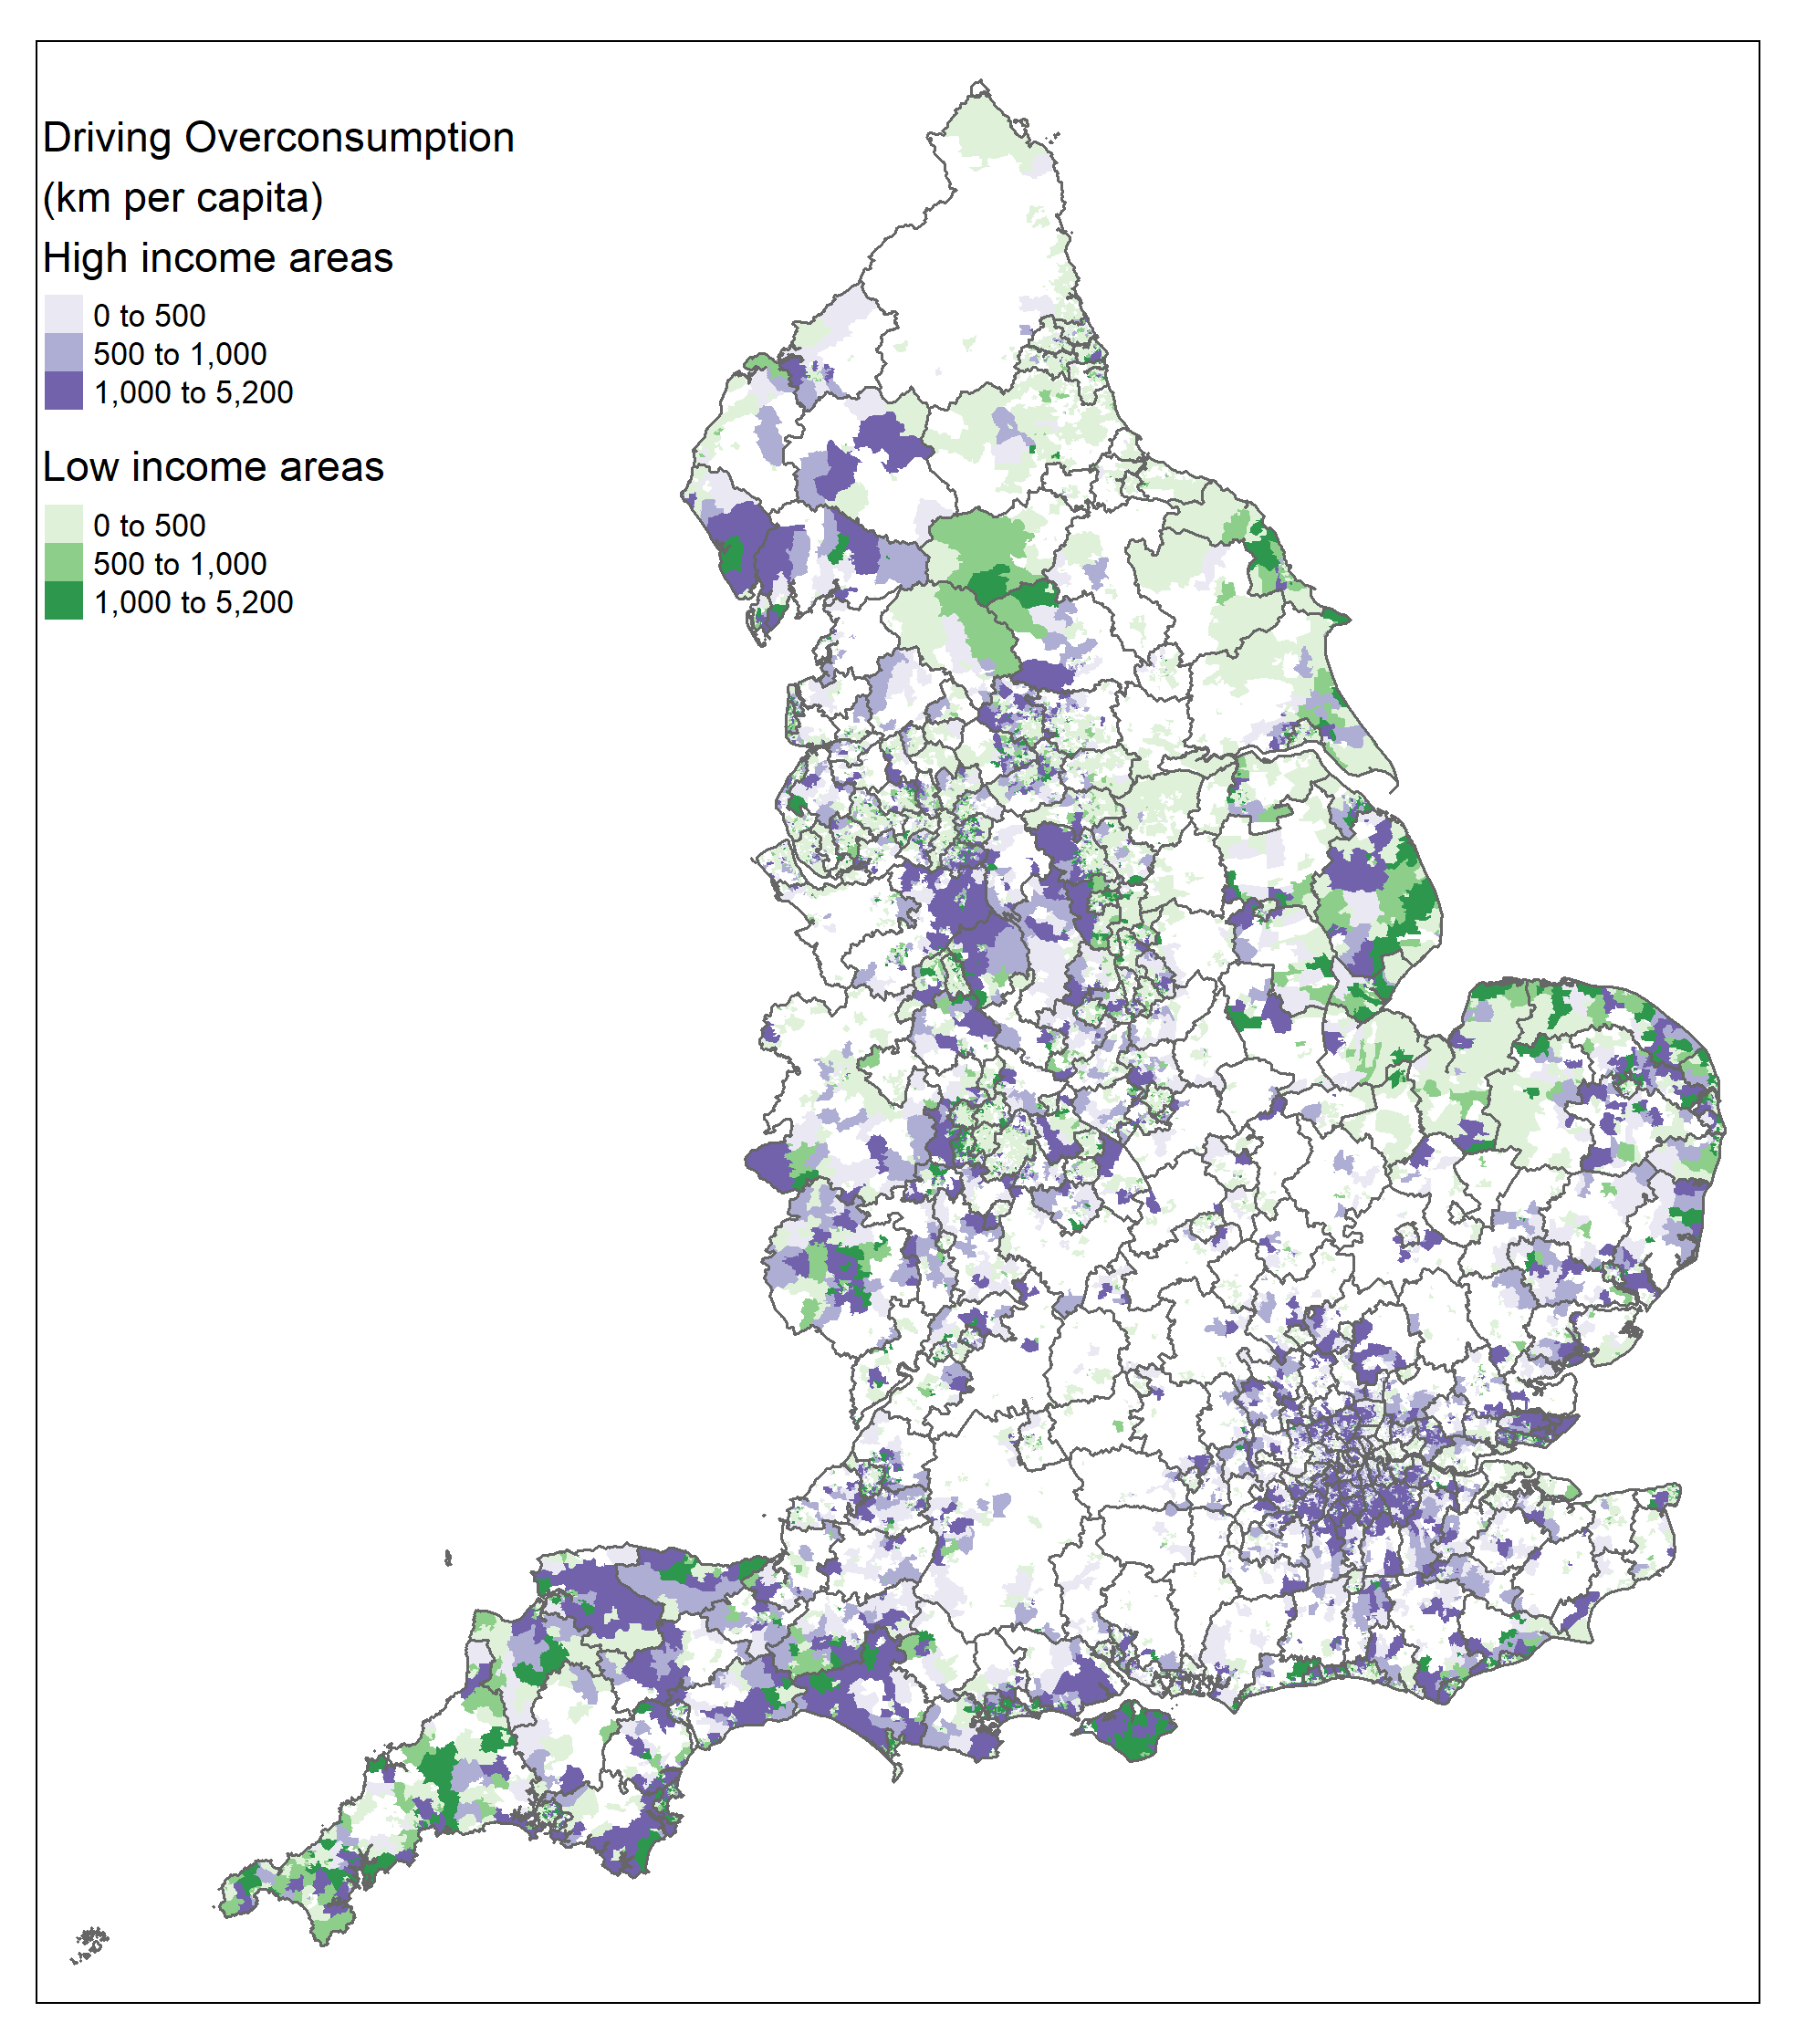 Driving Overconsumption
(km per capita)
High income areas
0 to 500
500 to 1,000
1,000 to 5,200
Low income areas
0 to 500
500 to 1,000
1,000 to 5,200